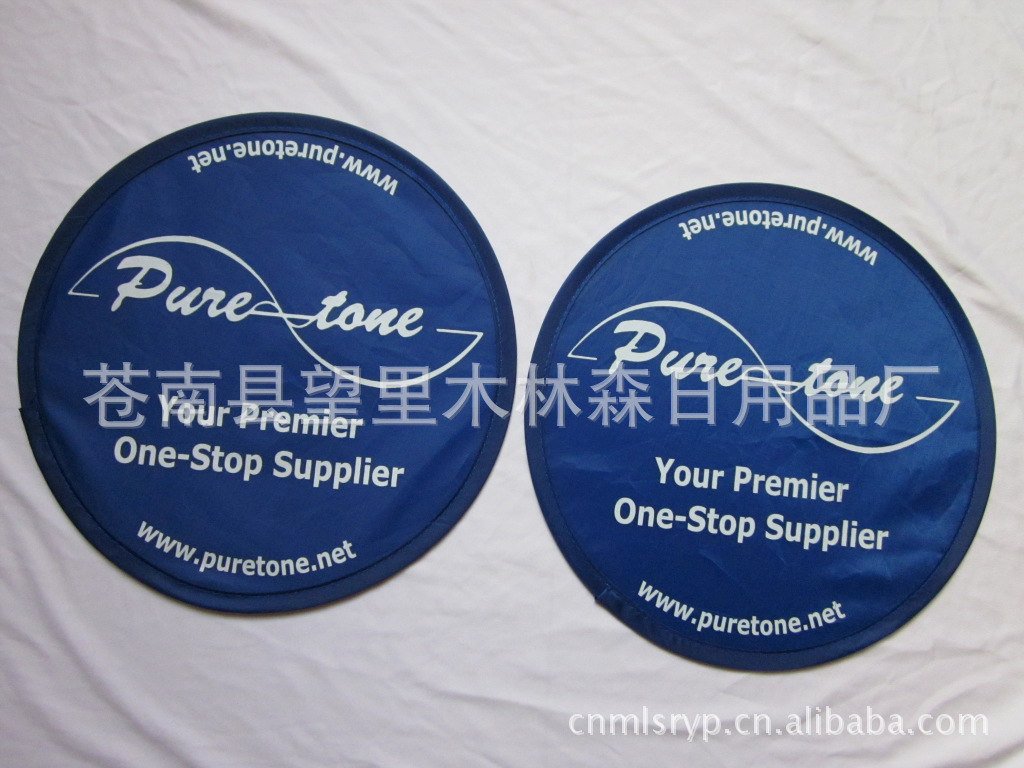 www.puretone.net
Pure tone
Your Premier
One-Stop Supplier
www.puretone.net
www.puretone.net
Pure tone
Your Premier
One-Stop Supplier
www.puretone.net
苍南县望里木林森日用品厂
cnmlsryp.cn.alibaba.com